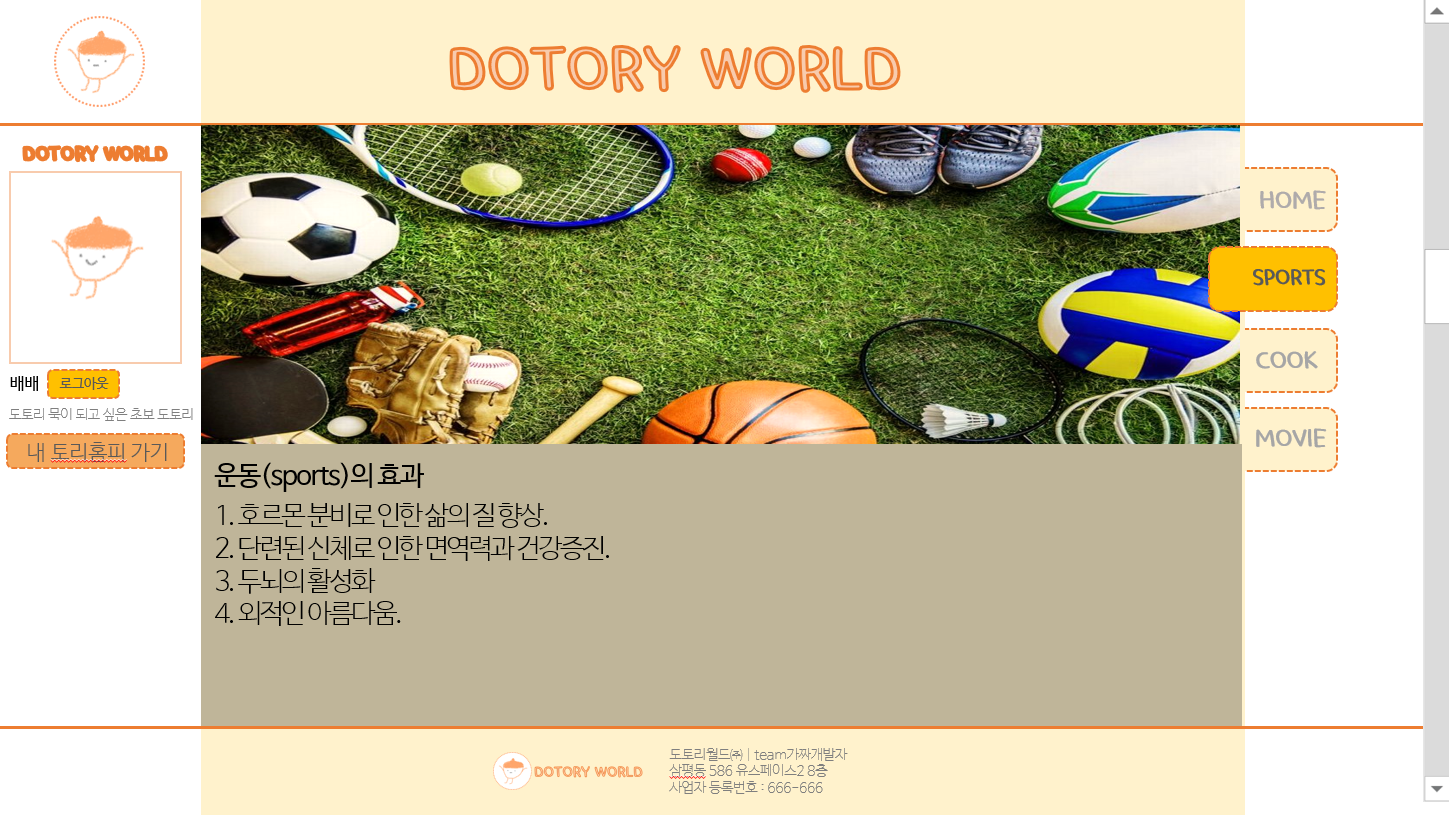 DOTORY WORLD
DOTORY WORLD
배배 로그아웃
도토리 묵이 되고 싶은 초보 도토리
내 토리홈피 가기
HOME
SPORTS
COOK
MOVIE
운동(sports)의 효과
1. 호르몬 분비로 인한 삶의 질 향상.
2. 단련된 신체로 인한 면역력과 건강증진.
3. 두뇌의 활성화
4. 외적인 아름다움.
DOTORY WORLD
도토리월드㈜ | team가짜개발자
삼평동 586 유스페이스2 8층
사업자 등록번호 : 666-666